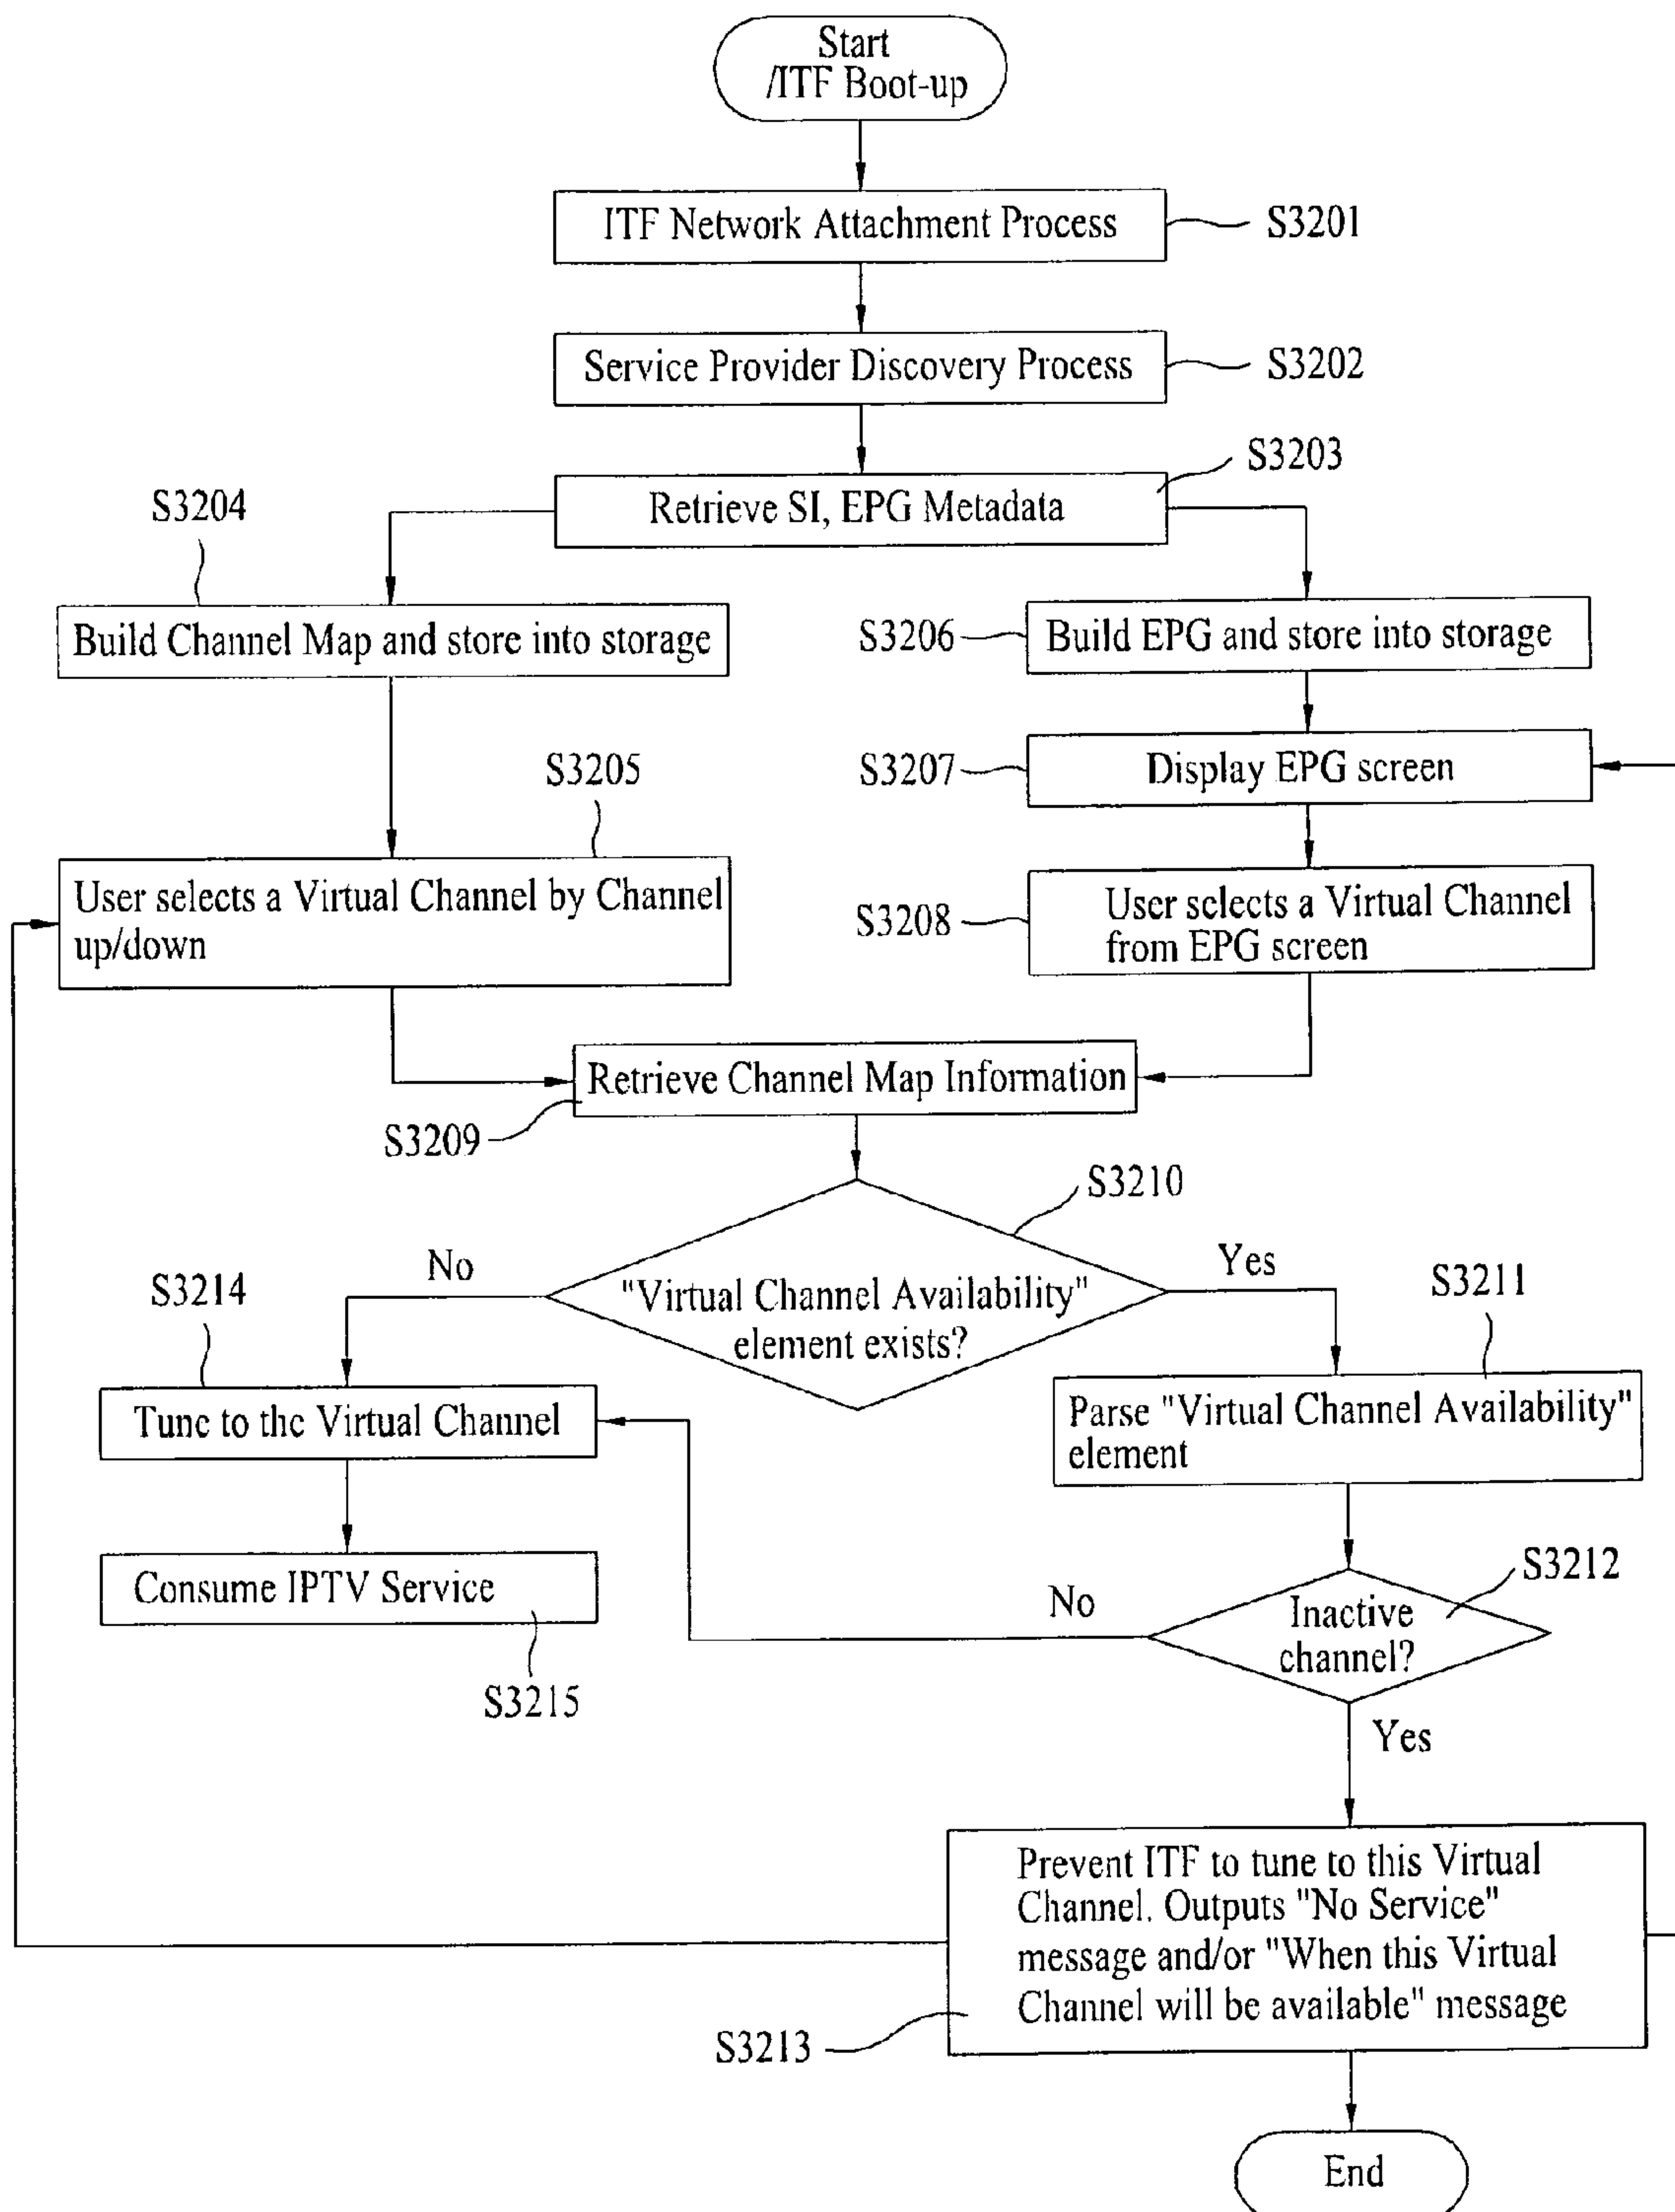 Start
/ITF Boot-up
ITF Network Attachment Process
S3201
Service Provider Discovery Process
S3202
S3203
Retrieve SI, EPG Metadata
S3204
Build Channel Map and store into storage
S3206
Build EPG and store into storage
S3205
S3207
Display EPG screen
User selects a Virtual Channel by Channel
up/down
S3208
User selects a Virtual Channel
from EPG screen
Retrieve Channel Map Information
S3209
S3210
No
Yes
"Virtual Channel Availability"
element exists?
S3214
S3211
Tune to the Virtual Channel
Parse "Virtual Channel Availability"
element
Consume IPTV Service
S3215
S3212
No
Inactive
channel?
Yes
Prevent ITF to tune to this Virtual
Channel. Outputs "No Service"
message and/or "When this Virtual
Channel will be available" message
S3213
End